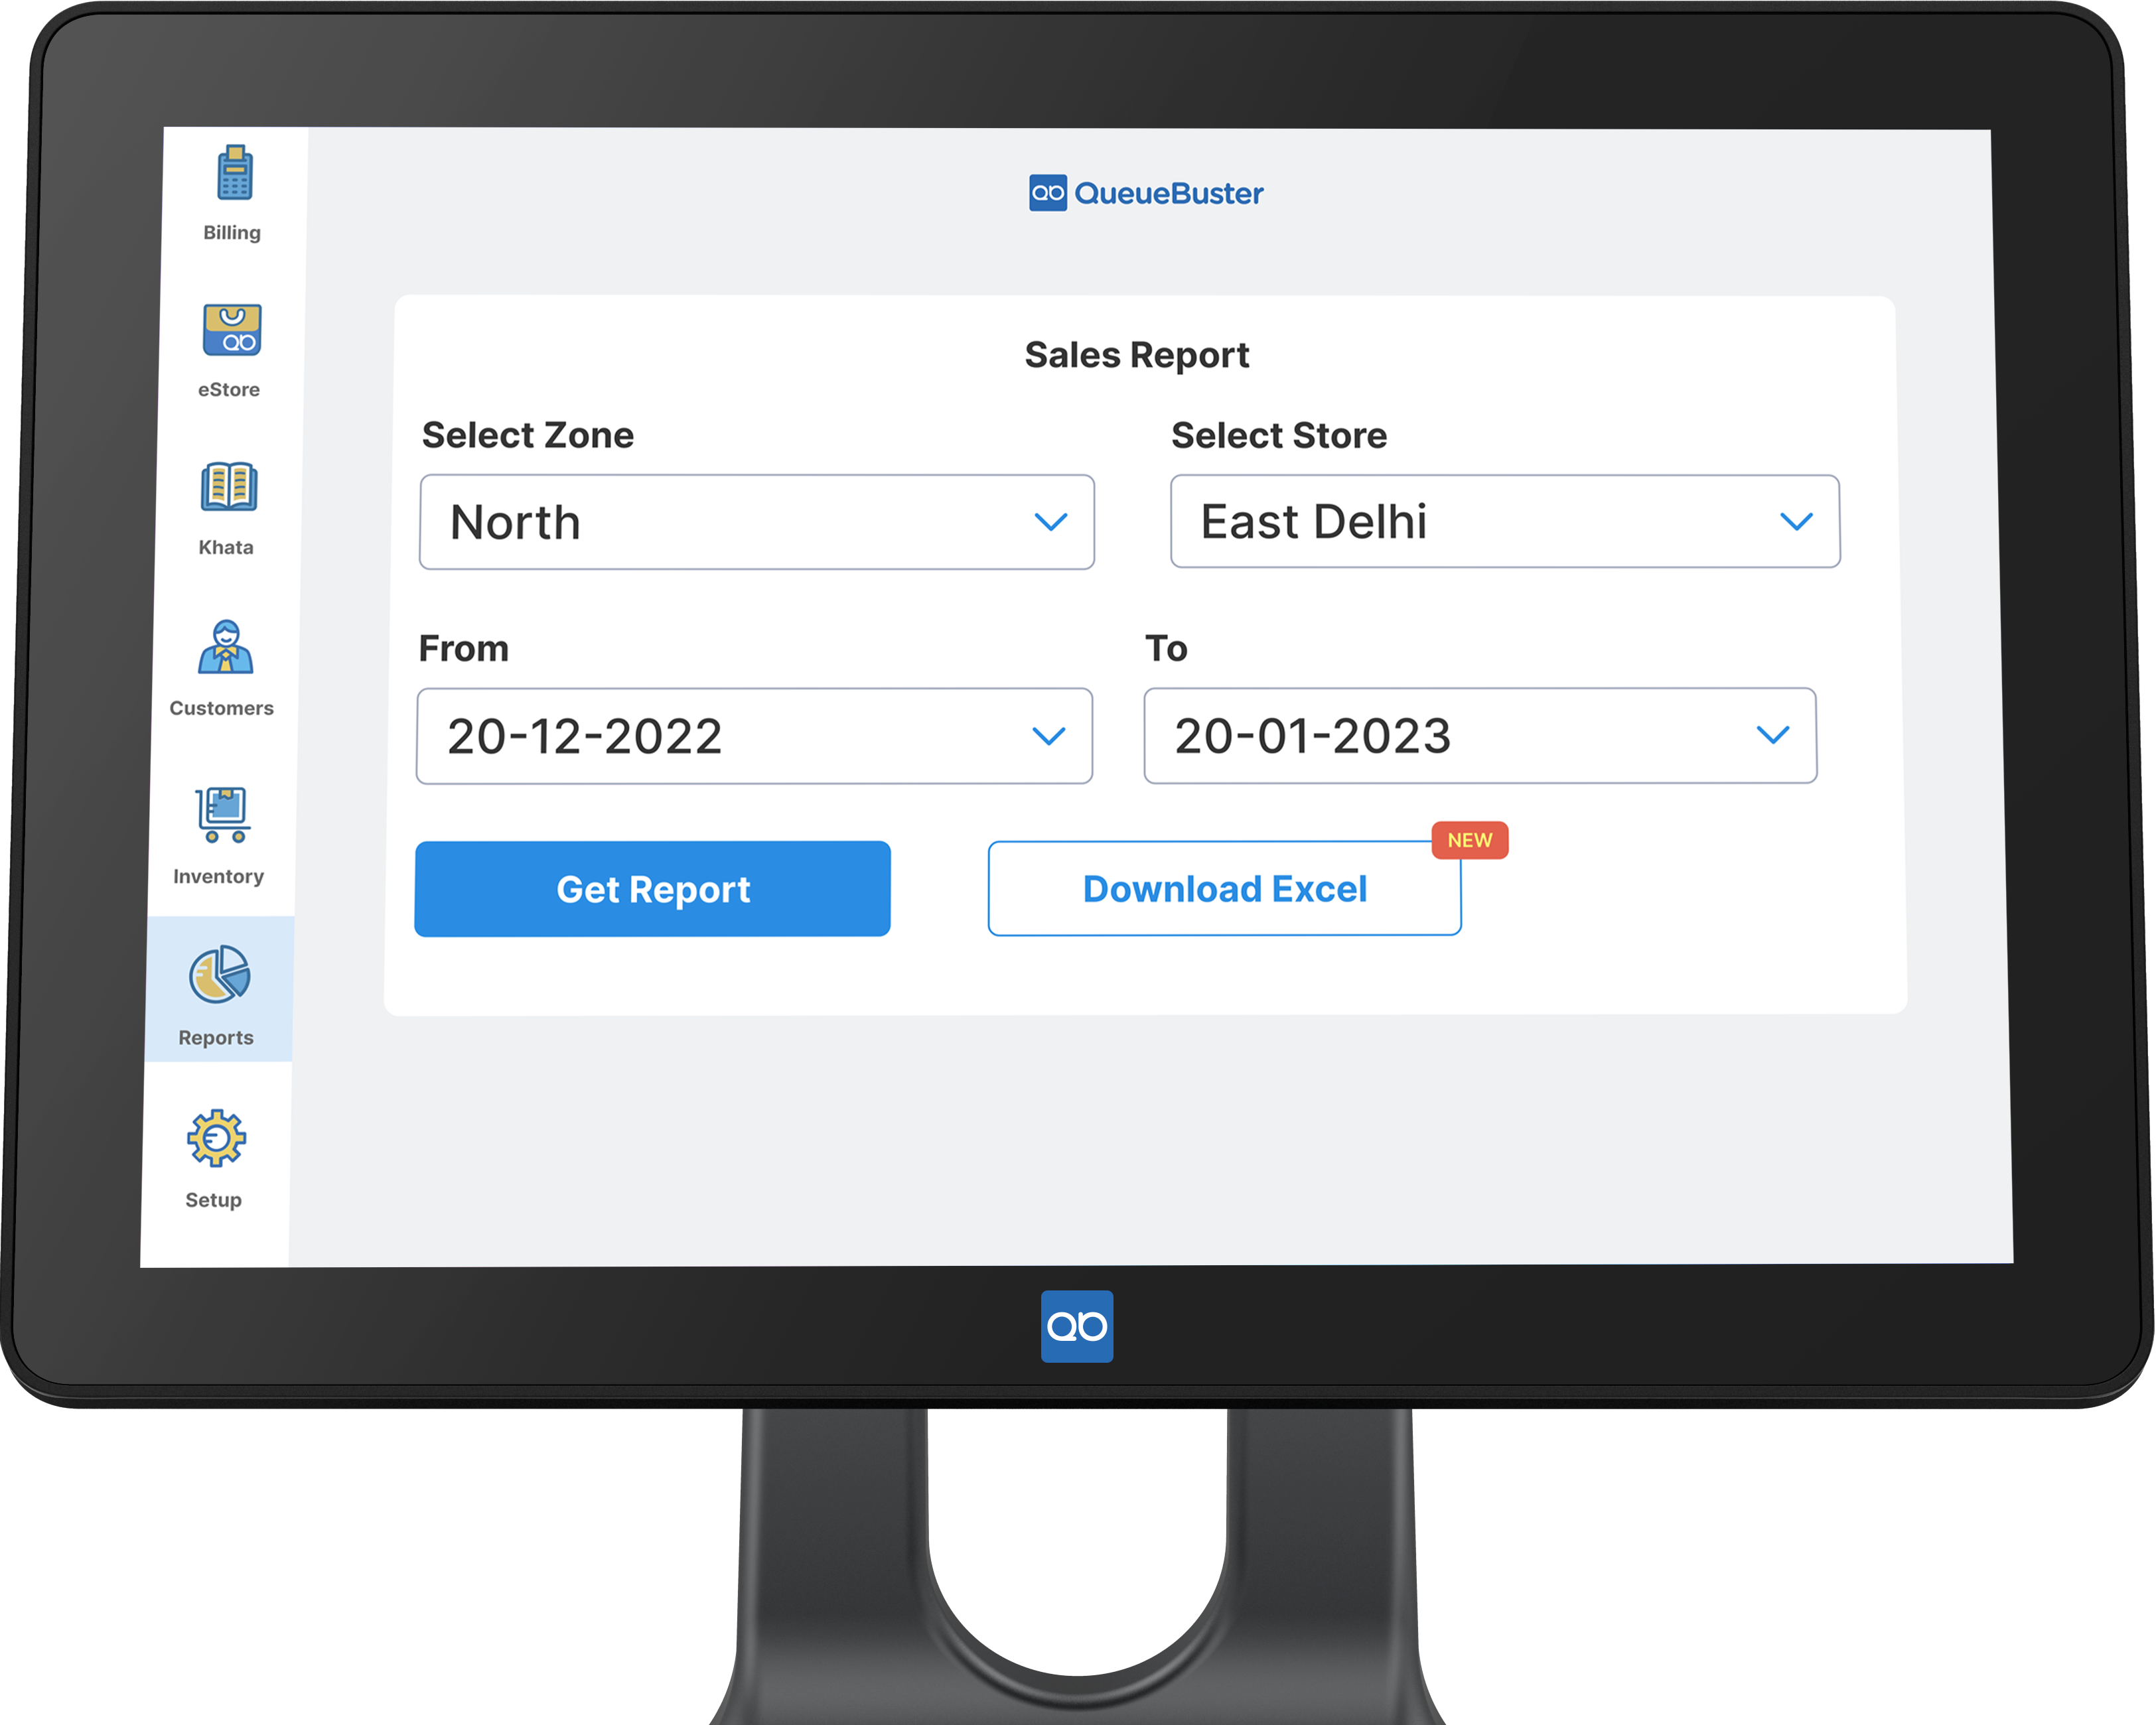 Billing
eStore
Khata
Customers
Inventory
Reports
Setup
QueueBuster
Sales Report
Select Zone
Select Store
North
East Delhi
From
To
20-12-2022
20-01-2023
Get Report
Download Excel
NEW